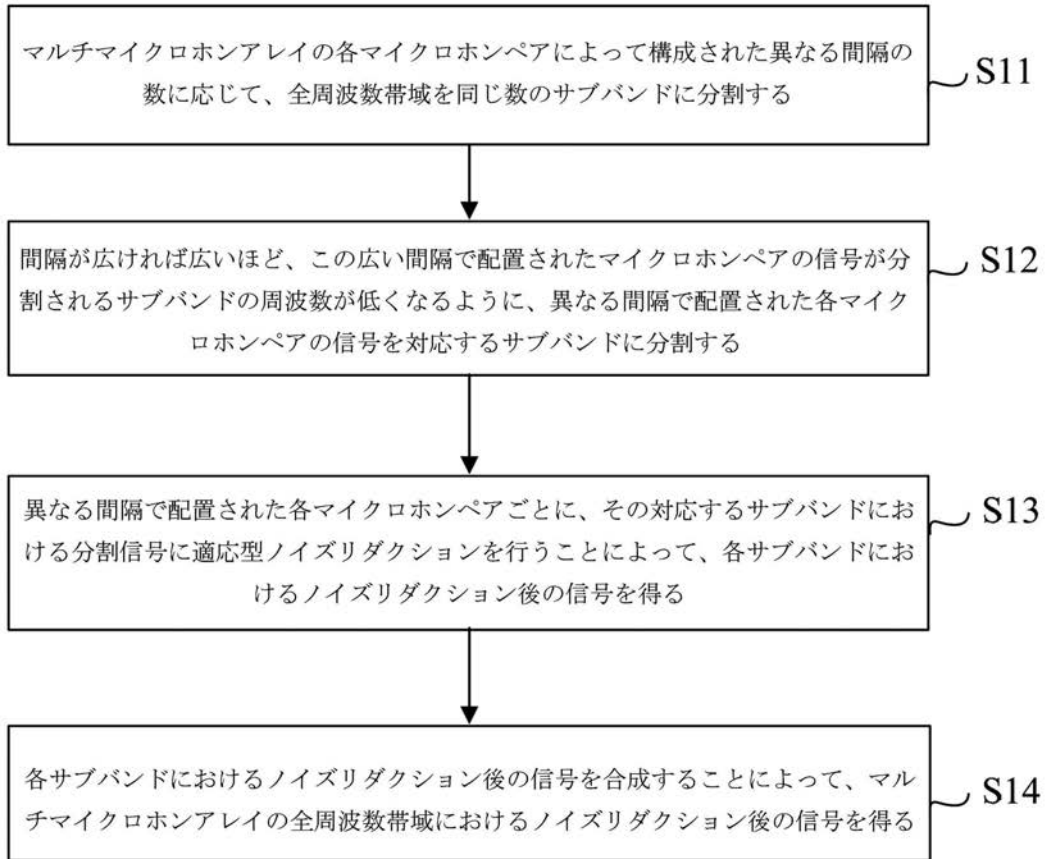 マルチマイクロホンアレイの各マイクロホンペアによって構成された異なる間隔の
数に応じて、全周波数帯域を同じ数のサブバンドに分割する
S11
間隔が広ければ広いほど、この広い間隔で配置されたマイクロホンペアの信号が分
割されるサブバンドの周波数が低くなるように、異なる間隔で配置された各マイク
ロホンペアの信号を対応するサブバンドに分割する
S12
異なる間隔で配置された各マイクロホンペアごとに、その対応するサブバンドにお
ける分割信号に適応型ノイズリダクションを行うことによって、各サブバンドにお
けるノイズリダクション後の信号を得る
S13
各サブバンドにおけるノイズリダクション後の信号を合成することによって、マル
チマイクロホンアレイの全周波数帯域におけるノイズリダクション後の信号を得る
S14